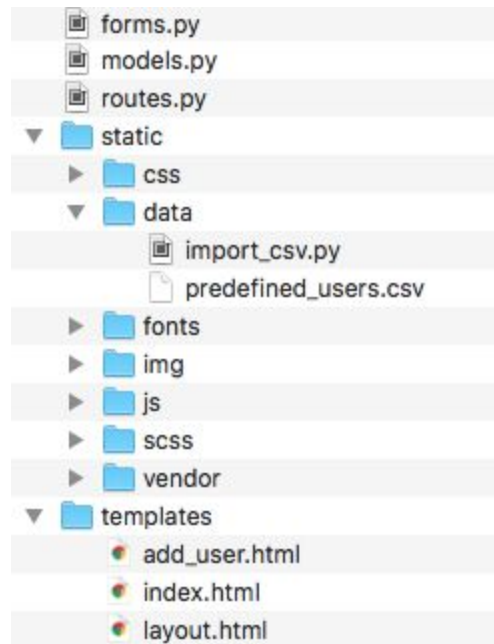 forms.py
models.py
routes.py
static
css
data
import_csv.py
predefined_users.csv
fonts
img
js
scss
vendor
templates
add_user.html
index.html
layout.html